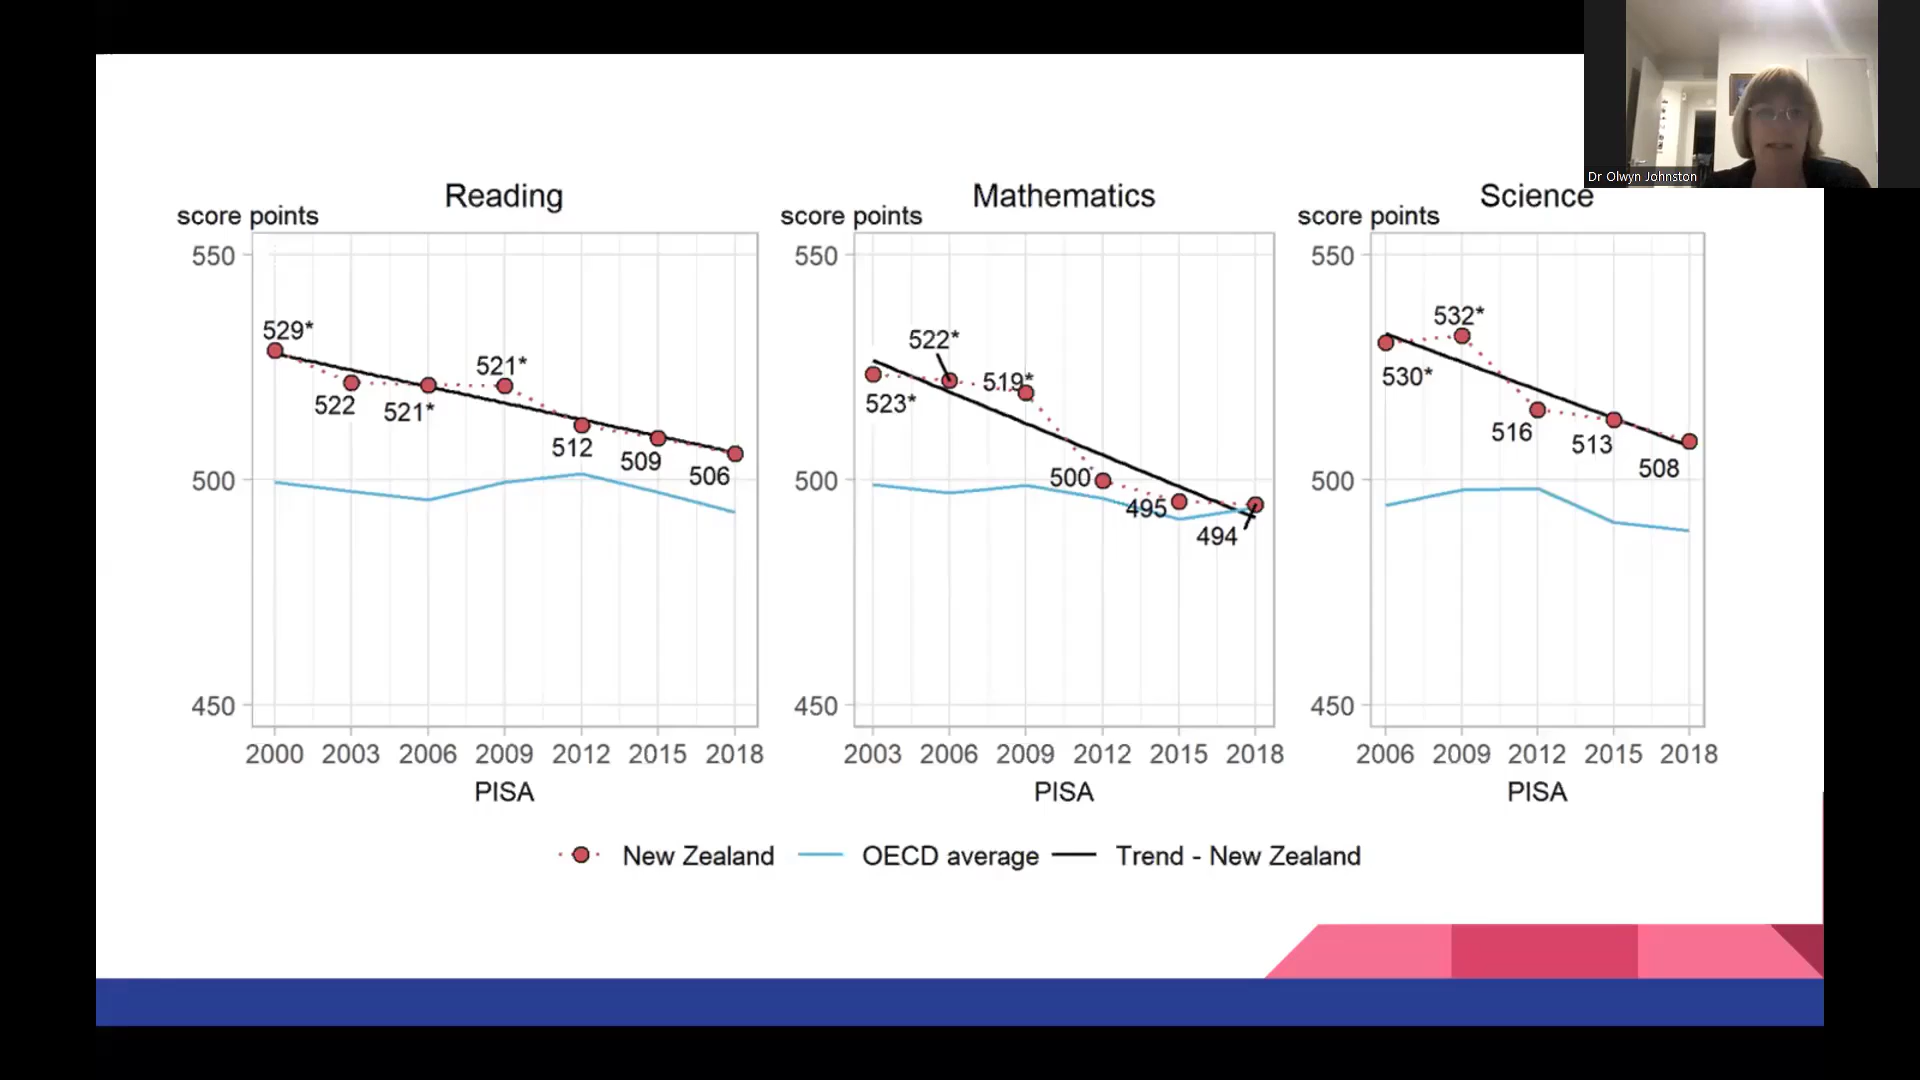 Dr Olwyn Johnston
Reading
score points
550
500
450
529*
522
521*
521*
512
509
506
2000 2003 2006 2009 2012 2015 2018
PISA
Mathematics
score points
550
500
450
523*
522*
519*
500
495
494
2003 2006 2009 2012 2015 2018
PISA
Science
score points
550
500
450
530*
532*
516
513
508
2006 2009 2012 2015 2018
PISA
New Zealand OECD average Trend - New Zealand